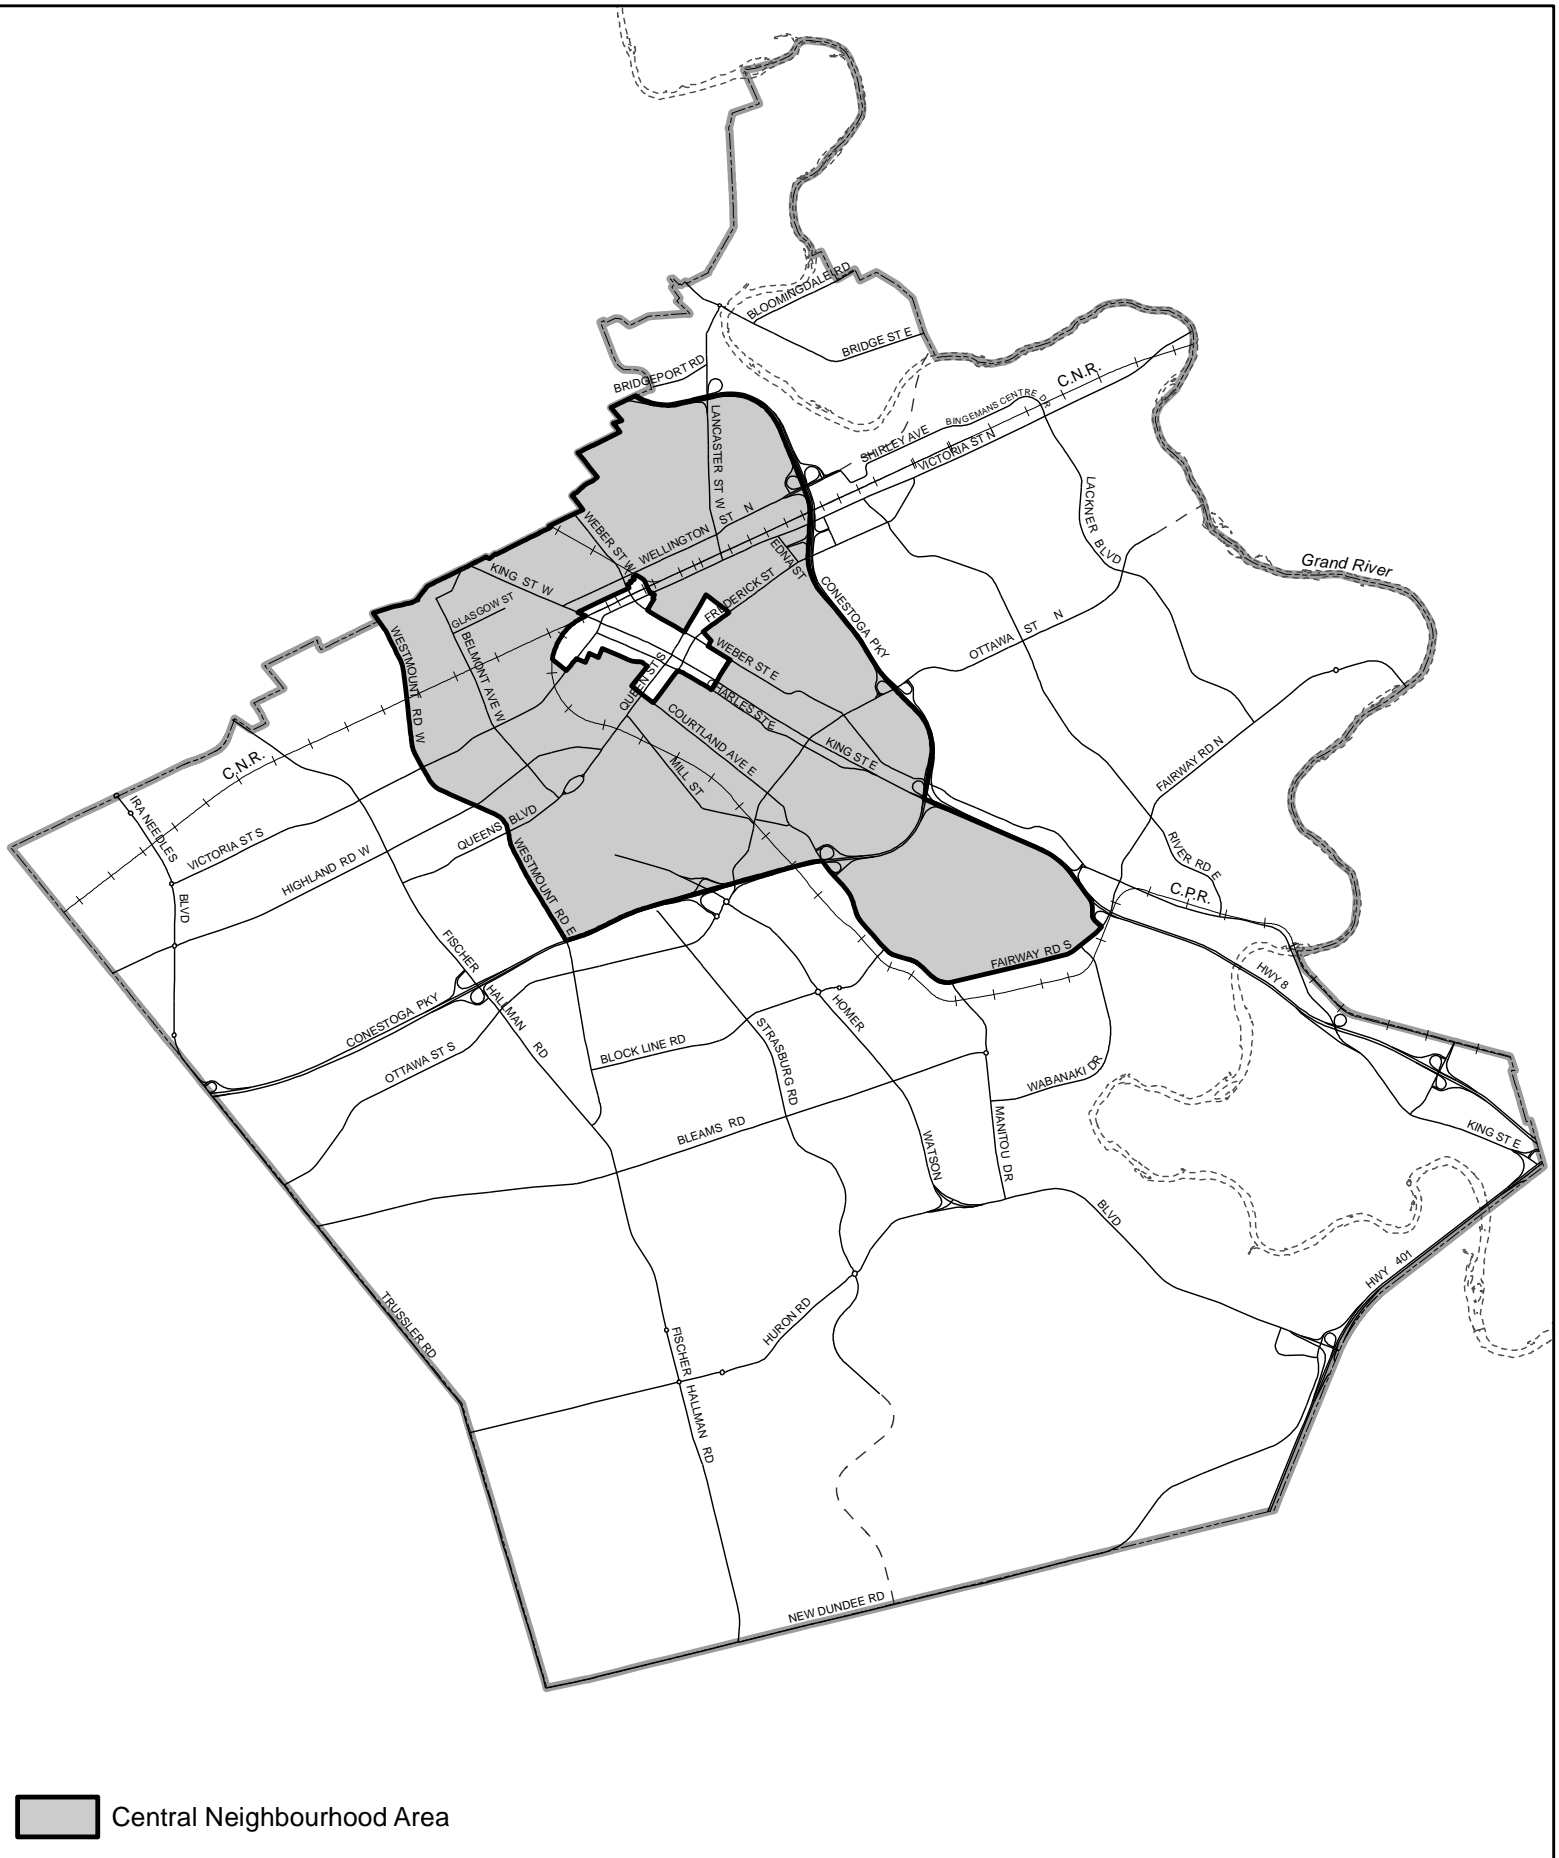 BLOOMINGDALE RD
BRIDGE ST E
BRIDGEPORT RD
C.N.R.
BINGEMANS CENTRE DR
SHIRLEY AVE
VICTORIA ST N
LANCASTER ST W
LACKNER BLVD
WEBER ST W
WELLINGTON ST N
EDNA ST
Grand River
KING ST W
GLASGOW ST
FREDERICK ST
CONESTOGA PKY
OTTAWA ST N
WESTMOUNT RD W
BELMONT AVE W
QUEEN ST S
WEBER ST E
CHARLES ST E
COURTLAND AVE E
KING ST E
MILL ST
FAIRWAY RD N
C.N.R.
IRA NEEDLES
BLVD
VICTORIA ST S
HIGHLAND RD W
QUEENS BLVD
WESTMOUNT RD E
RIVER RD E
C.P.R.
FISCHER
HALLMAN RD
FAIRWAY RD S
HWY 8
CONESTOGA PKY
OTTAWA ST S
BLOCK LINE RD
STRASBURG RD
HOMER
WATSON
BLVD
WABANAKI DR
MANITOU DR
BLEAMS RD
KING ST E
HWY 401
TRUSSLER RD
HURON RD
FISCHER
HALLMAN RD
NEW DUNDEE RD
Central Neighbourhood Area